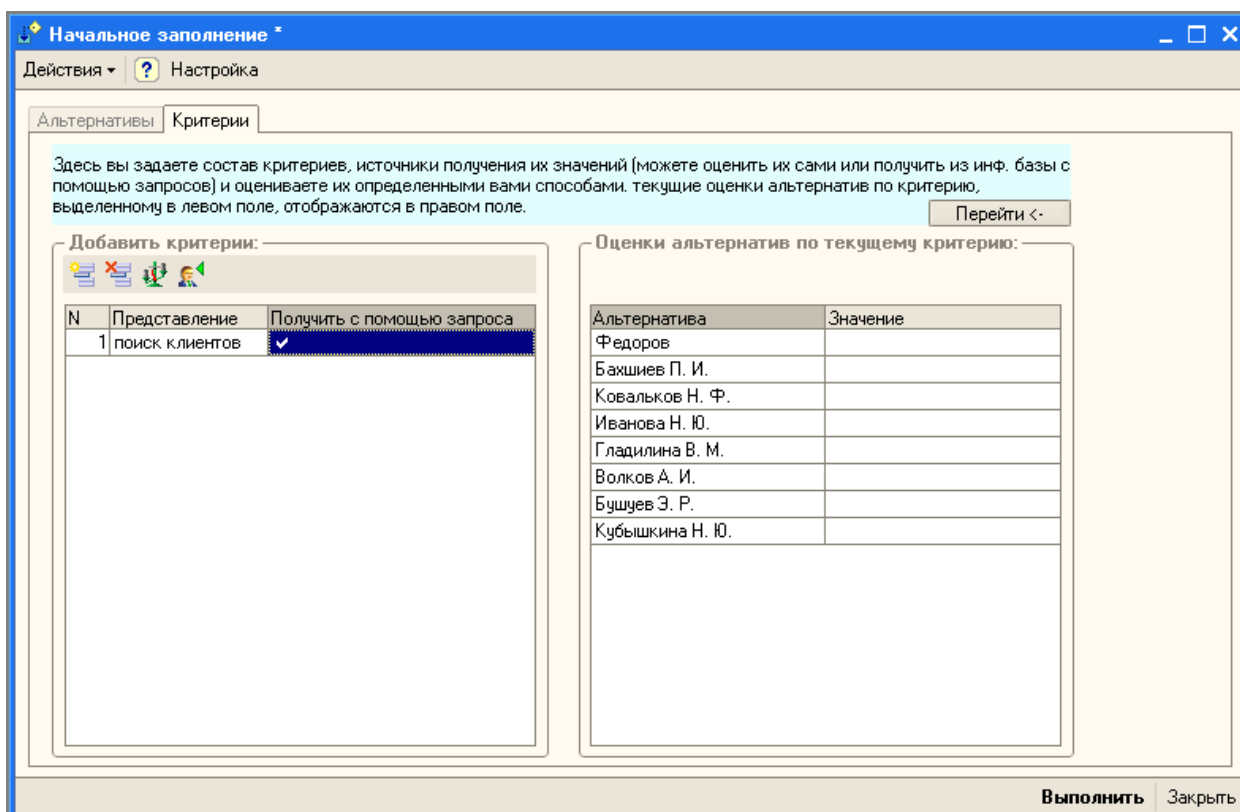 Начальное заполнение *
Действия ? Настройка
Альтернативы Критерии
Здесь вы задаете состав критериев, источники получения их значений (можете оценить их сами или получить из инф. базы с
помощью запросов) и оцениваете их определенными вами способами. текущие оценки альтернатив по критерию,
выделенному в левом поле, отображаются в правом поле.
Перейти <-
Добавить критерии:
N Представление Получить с помощью запроса
1 поиск клиентов
Оценки альтернатив по текущему критерию:
Альтернатива Значение
Федоров
Бахшиев П. И.
Ковальков Н. Ф.
Иванова Н. Ю.
Гладилина В. М.
Волков А. И.
Бушуев Э. Р.
Кубышкина Н. Ю.
Выполнить Закрыть